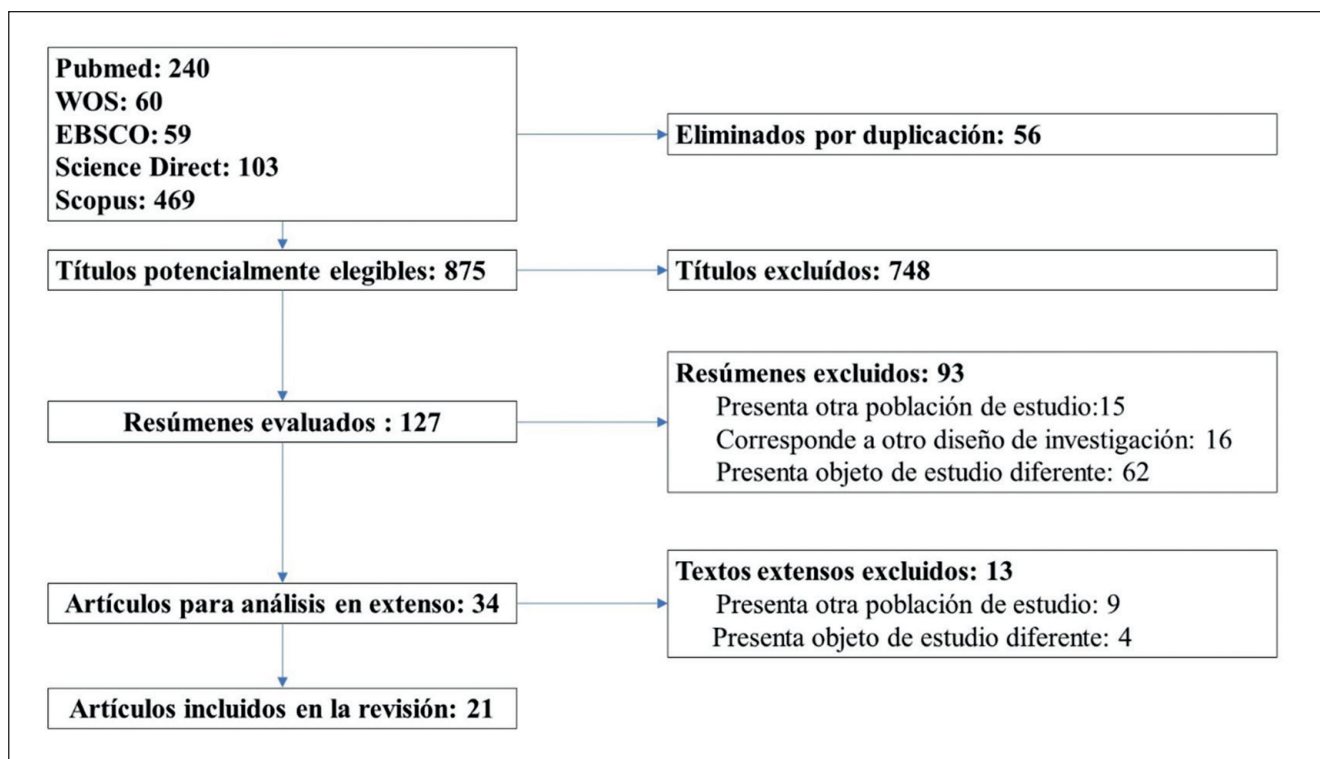 Pubmed: 240
WOS: 60
EBSCO: 59
Science Direct: 103
Scopus: 469
Eliminados por duplicación: 56
Títulos potencialmente elegibles: 875
Títulos excluídos: 748
Resúmenes evaluados : 127
Resúmenes excluidos: 93
Presenta otra población de estudio:15
Corresponde a otro diseño de investigación: 16
Presenta objeto de estudio diferente: 62
Artículos para análisis en extenso: 34
Textos extensos excluidos: 13
Presenta otra población de estudio: 9
Presenta objeto de estudio diferente: 4
Artículos incluidos en la revisión: 21